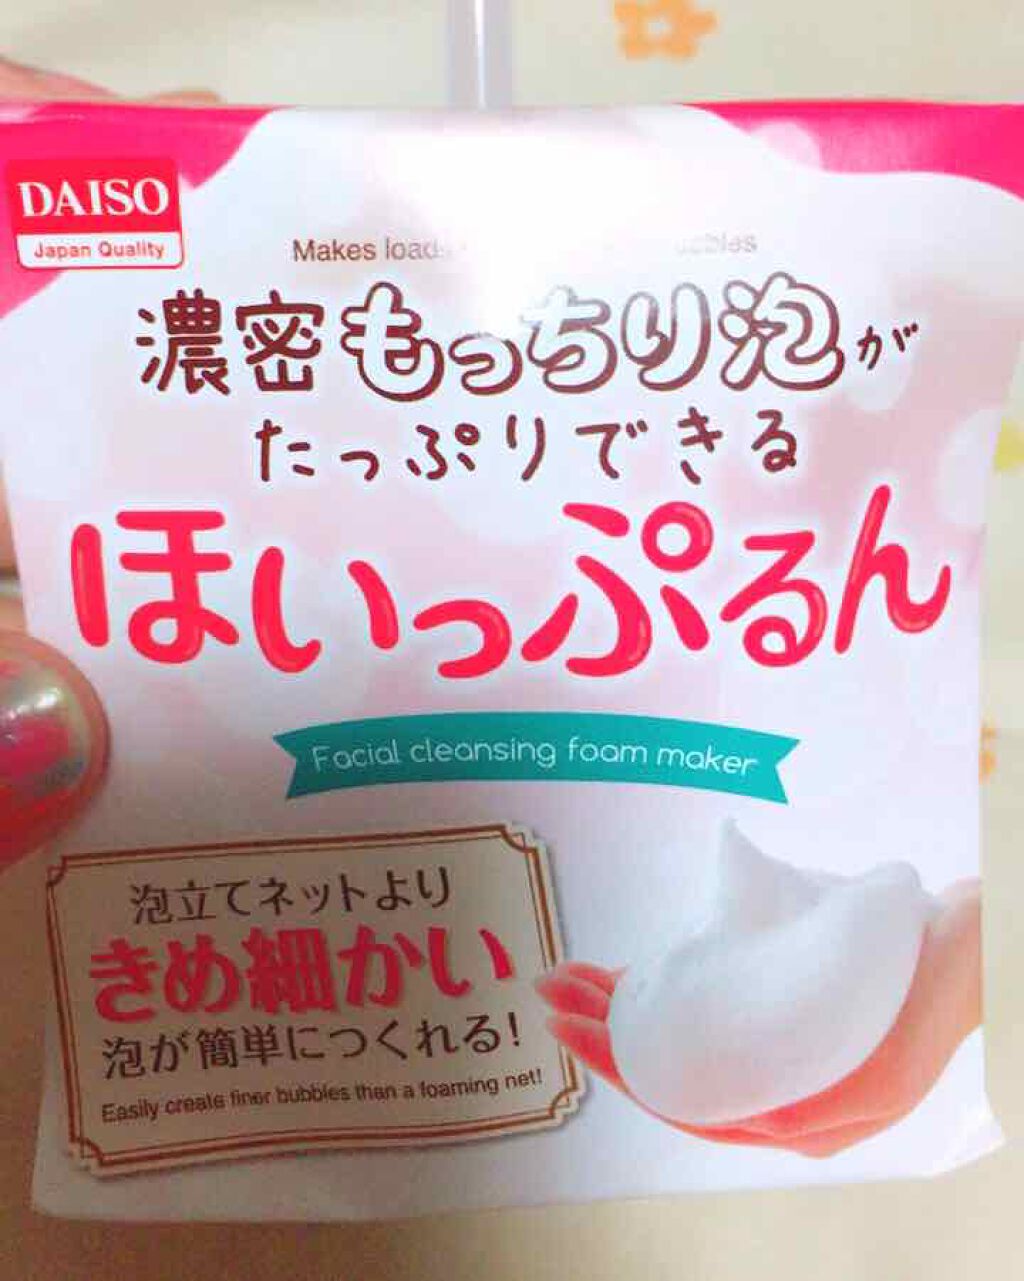 DAISO
Japan Quality
Makes
濃密もっちり泡が
たっぷりできる
ほいっぷるん
Facial cleansing foam maker
泡立てネットより
きめ細かい
泡が簡単につくれる!
Easily create finer bubbles than a foaming net!